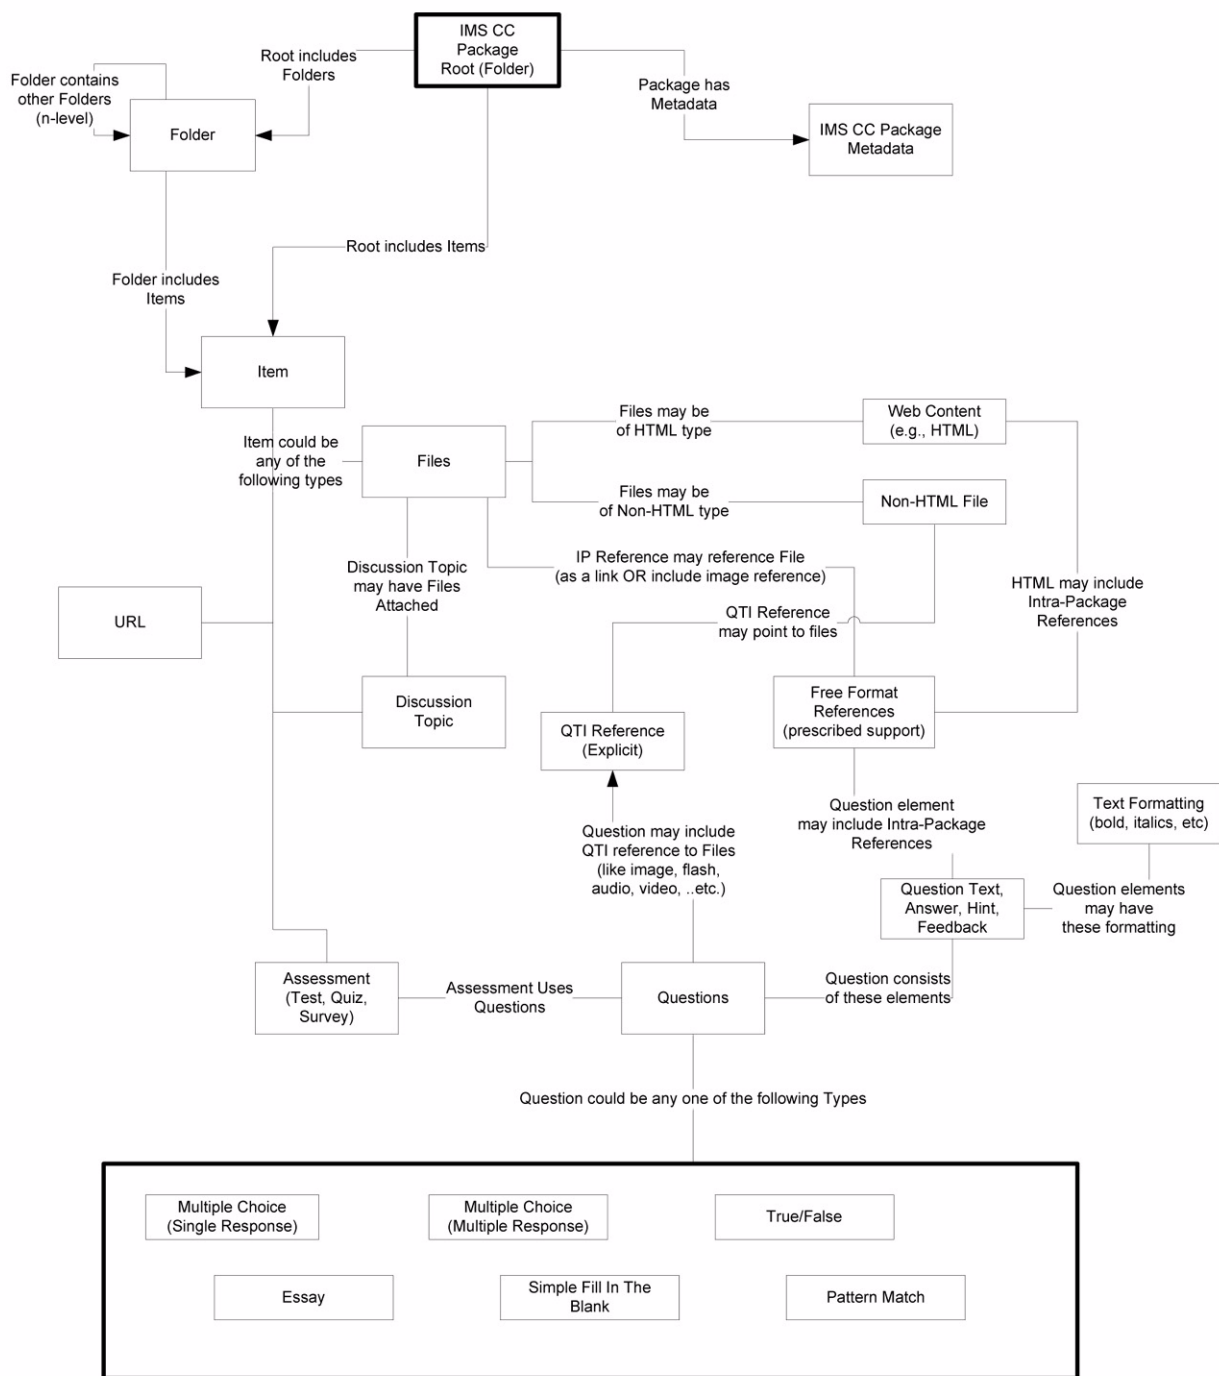 IMS CC
Package
Root (Folder)
Root includes
Folders
Folder contains
other Folders
(n-level)
Folder
Package has
Metadata
IMS CC Package
Metadata
Root includes Items
Folder includes
Items
Item
Item could be
any of the
following types
Files
Files may be
of HTML type
Web Content
(e.g., HTML)
Files may be
of Non-HTML type
Non-HTML File
IP Reference may reference File
(as a link OR include image reference)
Discussion Topic
may have Files
Attached
HTML may include
Intra-Package
References
URL
QTI Reference
may point to files
Discussion
Topic
QTI Reference
(Explicit)
Free Format
References
(prescribed support)
Question element
may include Intra-Package
References
Text Formatting
(bold, italics, etc)
Question may include
QTI reference to Files
(like image, flash,
audio, video, ..etc.)
Question Text,
Answer, Hint,
Feedback
Question elements
may have
these formatting
Assessment
(Test, Quiz,
Survey)
Assessment Uses
Questions
Questions
Question consists
of these elements
Question could be any one of the following Types
Multiple Choice
(Single Response)
Multiple Choice
(Multiple Response)
True/False
Essay
Simple Fill In The
Blank
Pattern Match